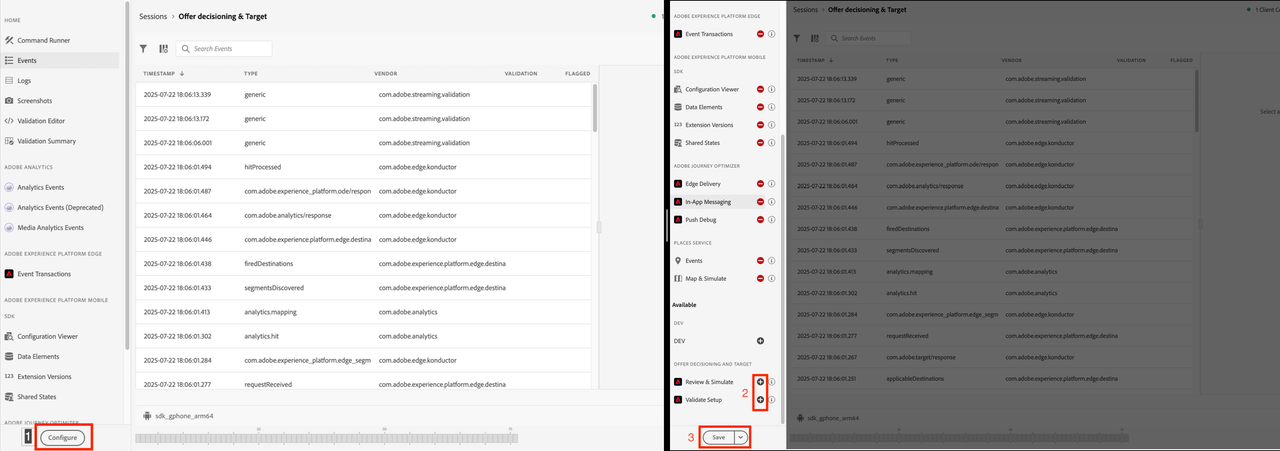 HOME
Command Runner
Events
Logs
Screenshots
Validation Editor
Validation Summary
ADOBE ANALYTICS
Analytics Events
Analytics Events (Deprecated)
Media Analytics Events
ADOBE EXPERIENCE PLATFORM EDGE
Event Transactions
ADOBE EXPERIENCE PLATFORM MOBILE
SDK
Configuration Viewer
Data Elements
123 Extension Versions
Shared States
1
Configure
Sessions > Offer decisioning & Target
Search Events
TIMESTAMP TYPE VENDOR VALIDATION FLAGGED
2025-07-22 18:06:13.339 generic com.adobe.streaming.validation
2025-07-22 18:06:13.172 generic com.adobe.streaming.validation
2025-07-22 18:06:06.001 generic com.adobe.streaming.validation
2025-07-22 18:06:01.494 hitProcessed com.adobe.edge.konductor
2025-07-22 18:06:01.487 com.adobe.experience_platform.ode/respon com.adobe.edge.konductor
2025-07-22 18:06:01.464 com.adobe.analytics/response com.adobe.edge.konductor
2025-07-22 18:06:01.446 com.adobe.experience.platform.edge.destina com.adobe.edge.konductor
2025-07-22 18:06:01.438 firedDestinations com.adobe.experience.platform.edge.destina
2025-07-22 18:06:01.433 segmentsDiscovered com.adobe.experience.platform.edge.destina
2025-07-22 18:06:01.413 analytics.mapping com.adobe.analytics
2025-07-22 18:06:01.302 analytics.hit com.adobe.analytics
2025-07-22 18:06:01.284 com.adobe.experience_platform.edge_segm com.adobe.edge.konductor
2025-07-22 18:06:01.277 requestReceived com.adobe.experience.platform.edge.destina
sdk_gphone_arm64
ADOBE EXPERIENCE PLATFORM EDGE
Event Transactions
ADOBE EXPERIENCE PLATFORM MOBILE
SDK
Configuration Viewer
Data Elements
123 Extension Versions
Shared States
ADOBE JOURNEY OPTIMIZER
Edge Delivery
In-App Messaging
Push Debug
PLACES SERVICE
Events
Map & Simulate
Available
DEV
DEV
OFFER DECISIONING AND TARGET
Review & Simulate
2
Validate Setup
3
Save
Sessions > Offer decisioning & Target
1 Client Co
Search Events
TIMESTAMP TYPE VENDOR VALIDATION FLAGGED
2025-07-22 18:06:13.339 generic com.adobe.streaming.validation
2025-07-22 18:06:13.172 generic com.adobe.streaming.validation
2025-07-22 18:06:06.001 generic com.adobe.streaming.validation
2025-07-22 18:06:01.494 hitProcessed com.adobe.edge.konductor
2025-07-22 18:06:01.487 com.adobe.experience_platform.ode/respon com.adobe.edge.konductor
2025-07-22 18:06:01.464 com.adobe.analytics/response com.adobe.edge.konductor
2025-07-22 18:06:01.446 com.adobe.experience.platform.edge.destina com.adobe.edge.konductor
2025-07-22 18:06:01.438 firedDestinations com.adobe.experience.platform.edge.destina
2025-07-22 18:06:01.433 segmentsDiscovered com.adobe.experience.platform.edge.destina
2025-07-22 18:06:01.413 analytics.mapping com.adobe.analytics
2025-07-22 18:06:01.302 analytics.hit com.adobe.analytics
2025-07-22 18:06:01.284 com.adobe.experience_platform.edge_segm com.adobe.edge.konductor
2025-07-22 18:06:01.277 requestReceived com.adobe.experience.platform.edge.destina
2025-07-22 18:06:01.267 com.adobe.target/response com.adobe.edge.konductor
2025-07-22 18:06:01.251 applicableDestinations com.adobe.experience.platform.edge.destina
Select a
sdk_gphone_arm64